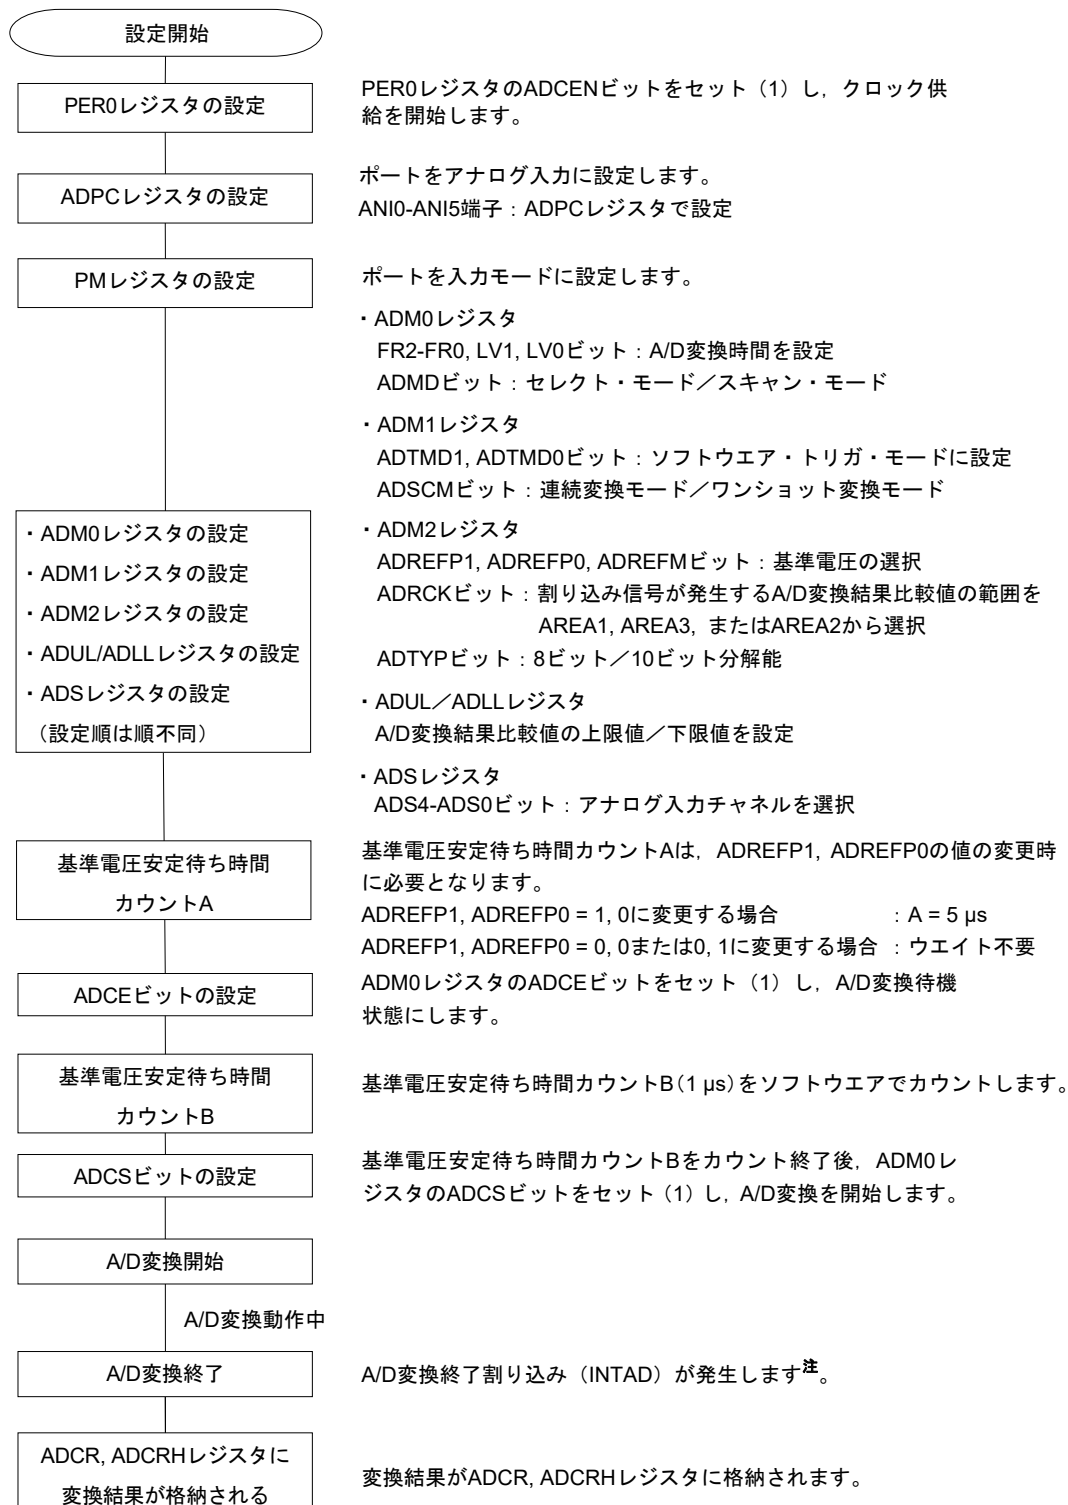 設定開始
PER0レジスタの設定
PER0レジスタのADCENビットをセット（1）し，クロック供
給を開始します。
ADPCレジスタの設定
ポートをアナログ入力に設定します。
ANI0-ANI5端子：ADPCレジスタで設定
PMレジスタの設定
ポートを入力モードに設定します。
・ADM0レジスタ
FR2-FR0, LV1, LV0ビット：A/D変換時間を設定
ADMDビット：セレクト・モード／スキャン・モード
・ADM1レジスタ
ADTMD1, ADTMD0ビット：ソフトウエア・トリガ・モードに設定
ADSCMビット：連続変換モード／ワンショット変換モード
・ADM2レジスタ
ADREFP1, ADREFP0, ADREFMビット：基準電圧の選択
ADRCKビット：割り込み信号が発生するA/D変換結果比較値の範囲を
AREA1, AREA3, またはAREA2から選択
ADTYPビット：8ビット／10ビット分解能
・ADUL／ADLLレジスタ
A/D変換結果比較値の上限値／下限値を設定
・ADSレジスタ
ADS4-ADS0ビット：アナログ入力チャネルを選択
・ADM0レジスタの設定
・ADM1レジスタの設定
・ADM2レジスタの設定
・ADUL/ADLLレジスタの設定
・ADSレジスタの設定
（設定順は順不同）
基準電圧安定待ち時間
カウントA
基準電圧安定待ち時間カウントAは，ADREFP1, ADREFP0の値の変更時
に必要となります。
ADREFP1, ADREFP0 = 1, 0に変更する場合 ：A = 5 µs
ADREFP1, ADREFP0 = 0, 0または0, 1に変更する場合 ：ウエイト不要
ADCEビットの設定
ADM0レジスタのADCEビットをセット（1）し，A/D変換待機
状態にします。
基準電圧安定待ち時間
カウントB
基準電圧安定待ち時間カウントB（1 µs）をソフトウエアでカウントします。
ADCSビットの設定
基準電圧安定待ち時間カウントBをカウント終了後，ADM0レ
ジスタのADCSビットをセット（1）し，A/D変換を開始します。
A/D変換開始
A/D変換動作中
A/D変換終了
A/D変換終了割り込み（INTAD）が発生します注。
ADCR, ADCRHレジスタに
変換結果が格納される
変換結果がADCR, ADCRHレジスタに格納されます。